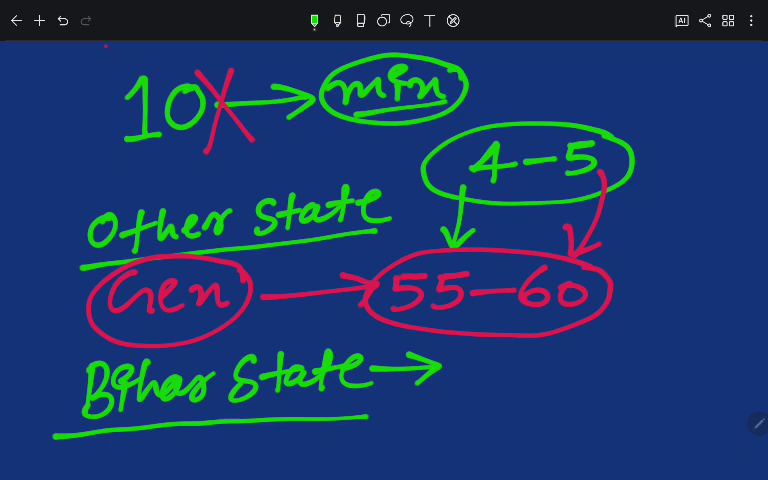 10X → min
4-5
Other State
Gen → 55-60
Bihar State →